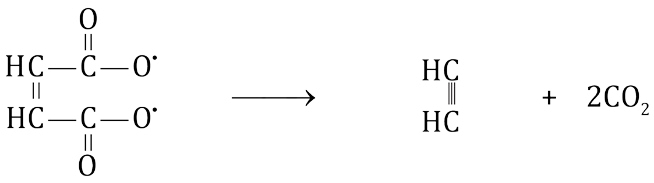 O
HC — C — O•
HC — C — O•
O
⟶
HC
HC
+ 2CO₂